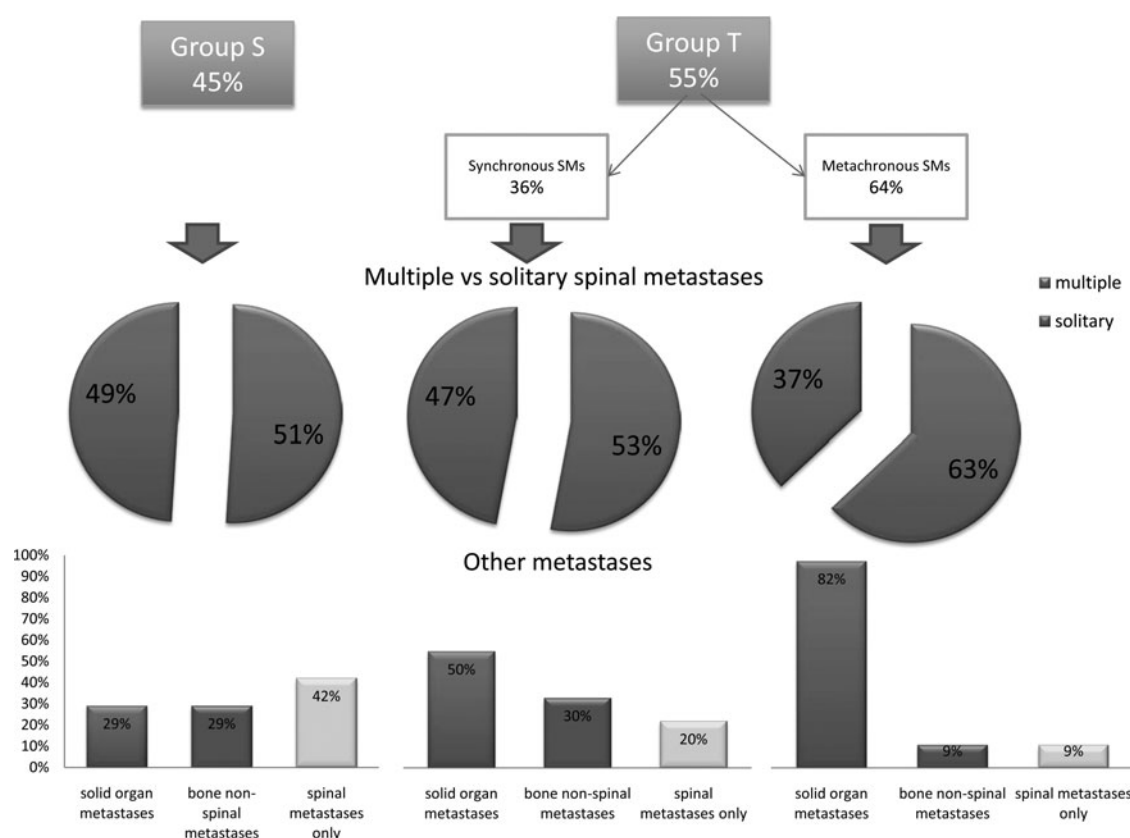 Group S
45%
Group T
55%
Synchronous SMs
36%
Metachronous SMs
64%
Multiple vs solitary spinal metastases
multiple
solitary
49%
51%
47%
53%
37%
63%
Other metastases
100%
90%
80%
70%
60%
50%
40%
30%
20%
10%
0%
29%
29%
42%
50%
30%
20%
82%
9%
9%
solid organ
metastases
bone non-
spinal
metastases
spinal
metastases
only
solid organ
metastases
bone non-spinal
metastases
spinal
metastases only
solid organ
metastases
bone non-spinal
metastases
spinal metastases
only